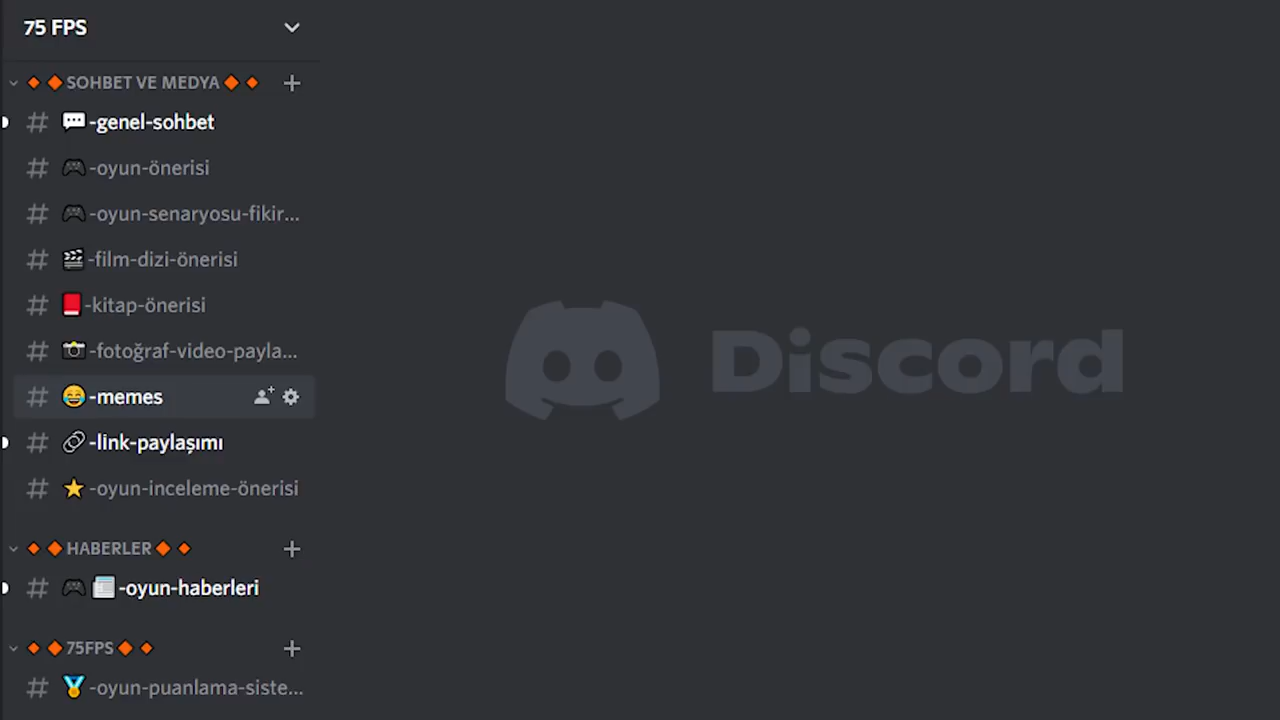 75 FPS
SOHBET VE MEDYA
-genel-sohbet
-oyun-önerisi
-oyun-senaryosu-fikir...
-film-dizi-önerisi
-kitap-önerisi
-fotoğraf-video-payla...
-memes
-link-paylaşımı
-oyun-inceleme-önerisi
HABERLER
-oyun-haberleri
75FPS
-oyun-puanlama-siste...
Discord